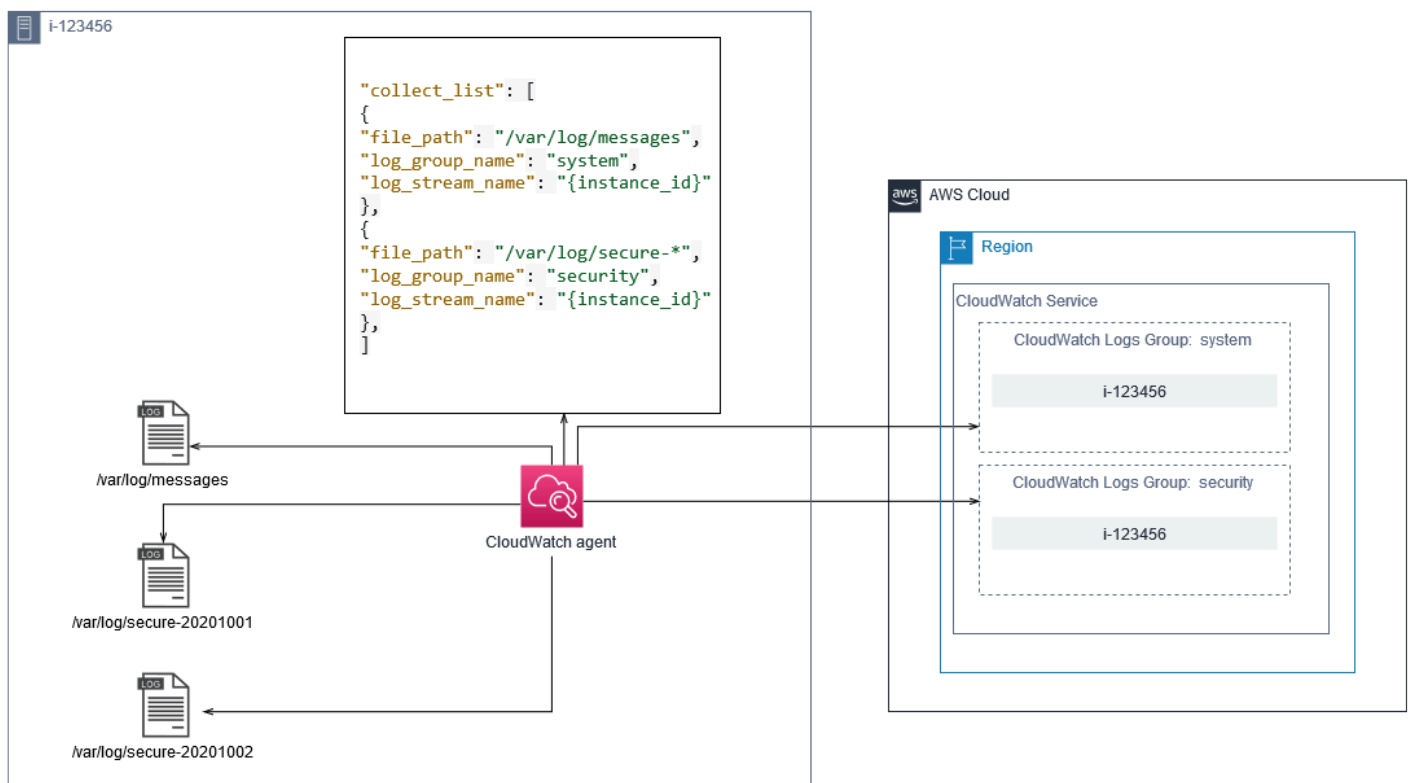 i-123456
"collect_list": [
{
"file_path": "/var/log/messages",
"log_group_name": "system",
"log_stream_name": "{instance_id}"
},
{
"file_path": "/var/log/secure-*",
"log_group_name": "security",
"log_stream_name": "{instance_id}"
},
]
LOG
/var/log/messages
LOG
/var/log/secure-20201001
LOG
/var/log/secure-20201002
CloudWatch agent
aws
AWS Cloud
Region
CloudWatch Service
CloudWatch Logs Group: system
i-123456
CloudWatch Logs Group: security
i-123456